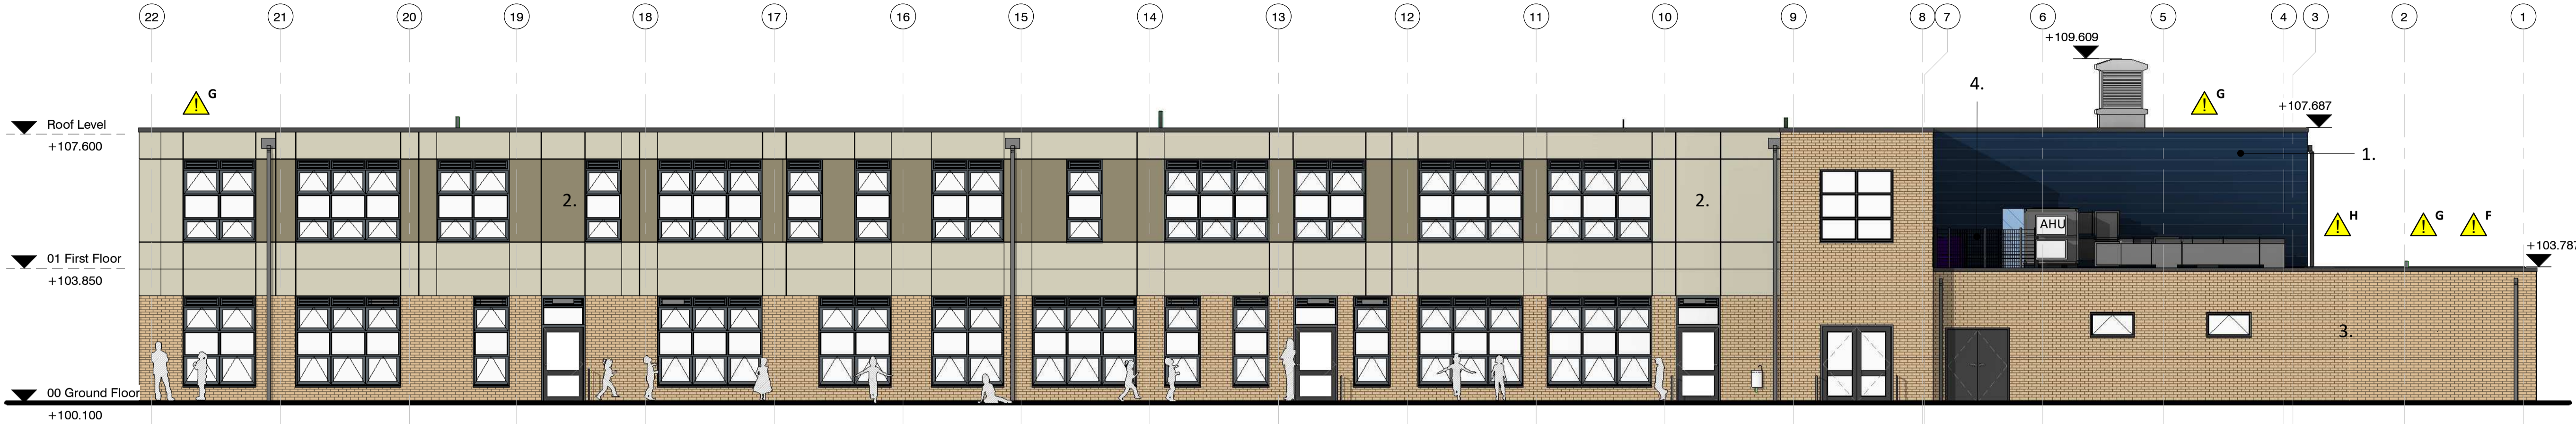 22 21 20 19 18 17 16 15 14 13 12 11 10 9 8 7 6 5 4 3 2 1
+109.609
4.
G
G
+107.687
Roof Level
+107.600
1.
2.
2.
H
G
F
AHU
+103.787
01 First Floor
+103.850
3.
00 Ground Floor
+100.100